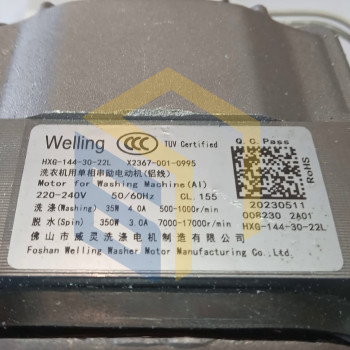 Welling CCC TUV Certified Q.C.Pass
HXG-144-30-22L X2367-001-0995
洗衣机用单相串励电动机(铝线)
Motor for Washing Machine(Al)
RoHS
220-240V 50/60Hz CL.155
20230511
洗涤(Washing) 35W 4.0A 500-1000r/min
00B230 2A01
脱水(Spin) 350W 3.0A 7000-17000r/min
HXG-144-30-22L
佛山市威灵洗涤电机制造有限公司
Foshan Welling Washer Motor Manufacturing Co.,Ltd.